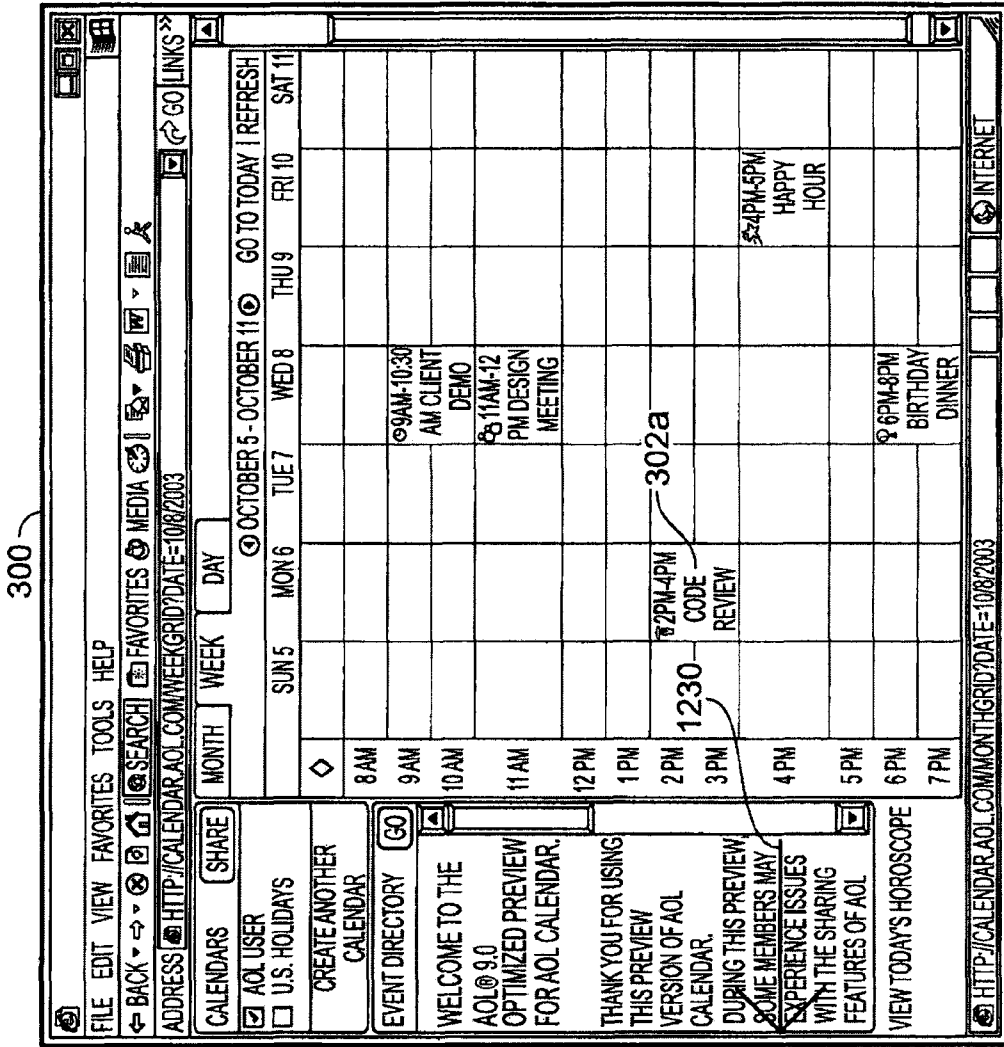 300
FILE EDIT VIEW FAVORITES TOOLS HELP
BACK SEARCH FAVORITES MEDIA W
ADDRESS HTTP://CALENDAR.AOL.COM/WEEKGRID?DATE=10/8/2003 GO LINKS »
CALENDARS SHARE
AOL USER
U.S. HOLIDAYS
CREATE ANOTHER
CALENDAR
EVENT DIRECTORY GO
WELCOME TO THE
AOL® 9.0
OPTIMIZED PREVIEW
FOR AOL CALENDAR.
THANK YOU FOR USING
THIS PREVIEW
VERSION OF AOL
CALENDAR.
DURING THIS PREVIEW,
SOME MEMBERS MAY
EXPERIENCE ISSUES
WITH THE SHARING
FEATURES OF AOL
VIEW TODAY'S HOROSCOPE
MONTH WEEK DAY
OCTOBER 5 - OCTOBER 11 GO TO TODAY | REFRESH
SUN 5 MON 6 TUE 7 WED 8 THU 9 FRI 10 SAT 11
8 AM
9 AM
10 AM
11 AM
12 PM
1 PM
2 PM
3 PM
4 PM
5 PM
6 PM
7 PM
9AM-10:30
AM CLIENT
DEMO
11AM-12
PM DESIGN
MEETING
2PM-4PM
CODE
REVIEW
302a
1230
4PM-5PM
HAPPY
HOUR
6PM-8PM
BIRTHDAY
DINNER
HTTP://CALENDAR.AOL.COM/MONTHGRID?DATE=10/8/2003 INTERNET